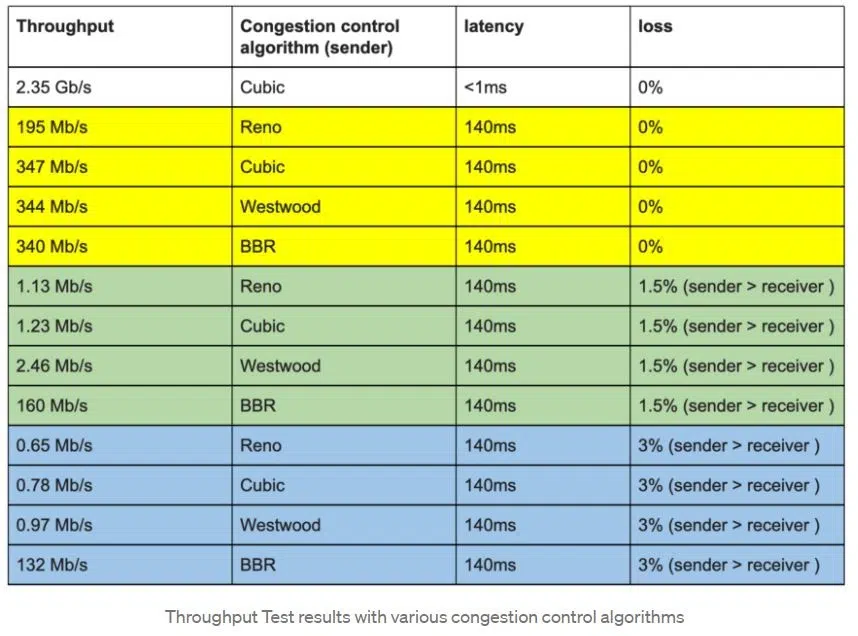 Throughput Congestion control algorithm (sender) latency loss
2.35 Gb/s Cubic <1ms 0%
195 Mb/s Reno 140ms 0%
347 Mb/s Cubic 140ms 0%
344 Mb/s Westwood 140ms 0%
340 Mb/s BBR 140ms 0%
1.13 Mb/s Reno 140ms 1.5% (sender > receiver )
1.23 Mb/s Cubic 140ms 1.5% (sender > receiver )
2.46 Mb/s Westwood 140ms 1.5% (sender > receiver )
160 Mb/s BBR 140ms 1.5% (sender > receiver )
0.65 Mb/s Reno 140ms 3% (sender > receiver )
0.78 Mb/s Cubic 140ms 3% (sender > receiver )
0.97 Mb/s Westwood 140ms 3% (sender > receiver )
132 Mb/s BBR 140ms 3% (sender > receiver )
Throughput Test results with various congestion control algorithms